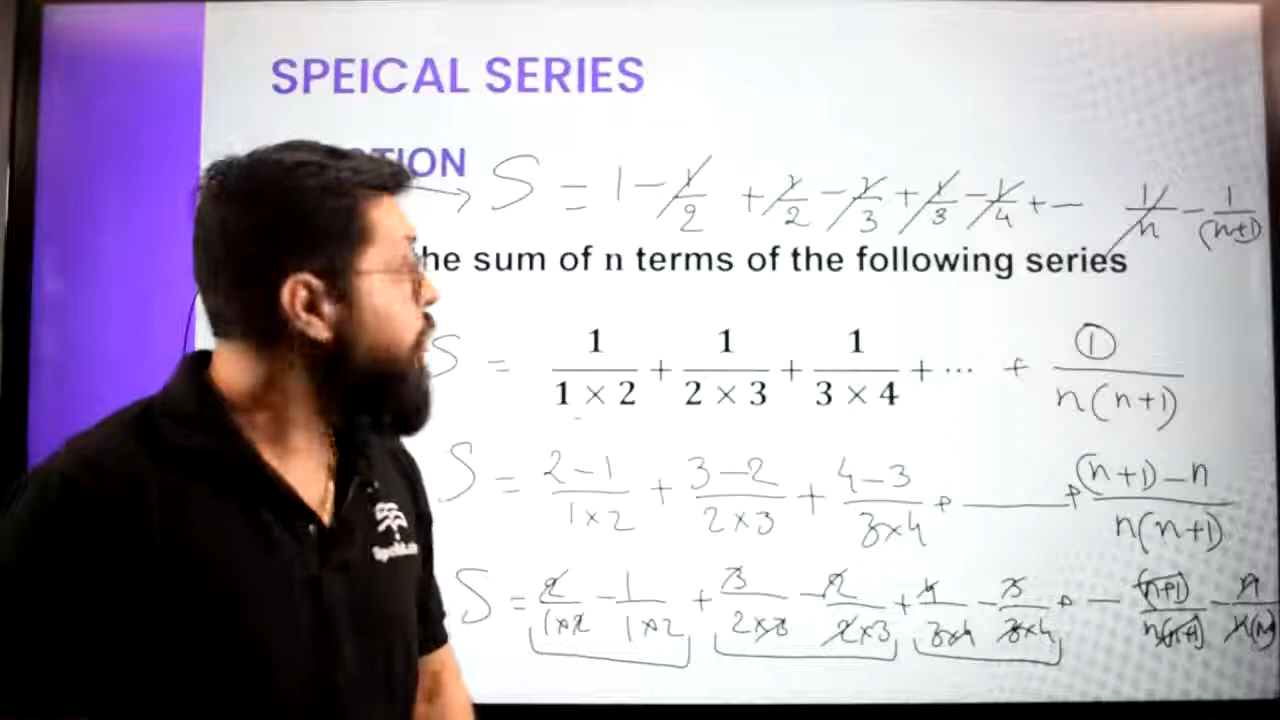 SPEICAL SERIES
TION
S = 1 - 1/2 + 1/2 - 1/3 + 1/3 - 1/4 + - 1/n - 1/(n+1)
he sum of n terms of the following series
S = 1/(1 × 2) + 1/(2 × 3) + 1/(3 × 4) + ... + 1/n(n+1)
S = (2-1)/(1×2) + (3-2)/(2×3) + (4-3)/(3×4) + —— + ((n+1)-n)/n(n+1)
S = 2/(1×2) - 1/(1×2) + 3/(2×3) - 2/(2×3) + 4/(3×4) - 3/(3×4) + - (n+1)/n(n+1) - n/n(n